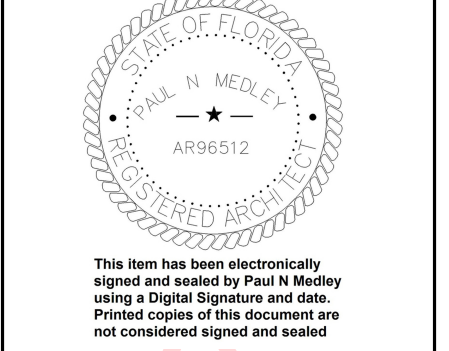 STATE OF FLORIDA
PAUL N MEDLEY
AR96512
REGISTERED ARCHITECT
This item has been electronically
signed and sealed by Paul N Medley
using a Digital Signature and date.
Printed copies of this document are
not considered signed and sealed